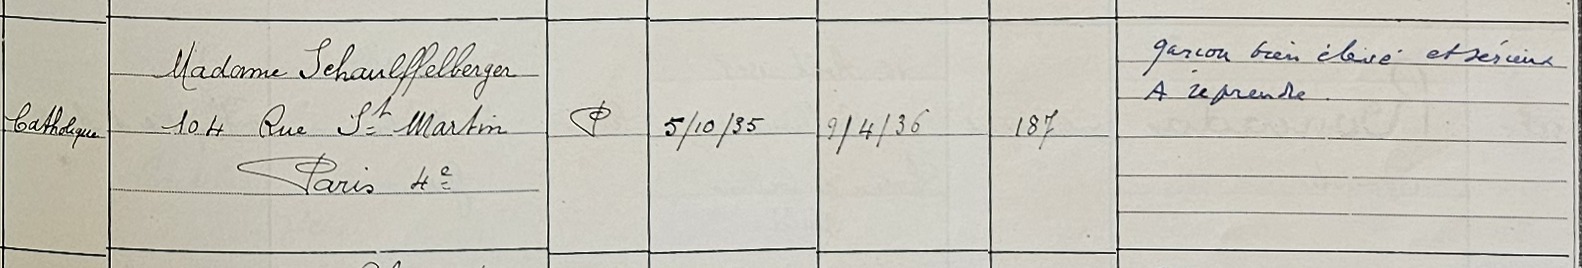 Catholique
Madame Schaulffelberger
104 Rue St Martin
Paris 4e
P
5/10/35
9/4/36
187
garçon bien élevé et sérieux
A reprendre.